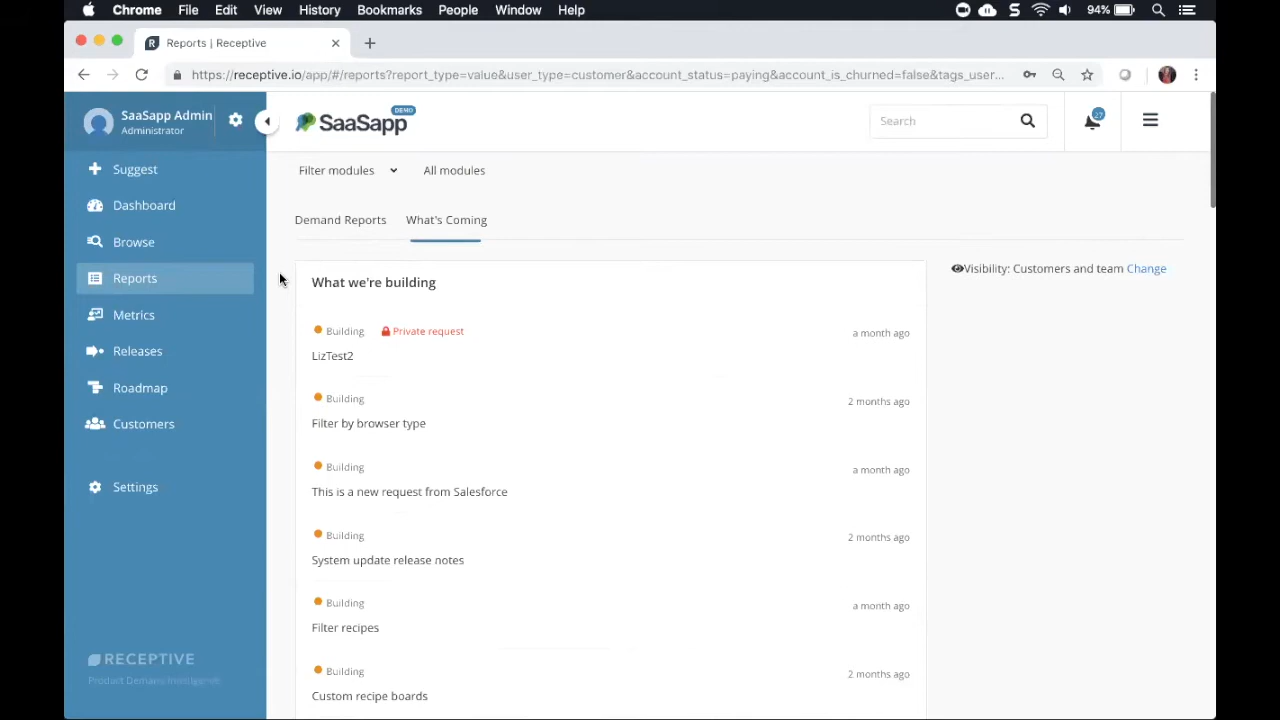 Chrome File Edit View History Bookmarks People Window Help 94%
Reports | Receptive
https://receptive.io/app/#/reports?report_type=value&user_type=customer&account_status=paying&account_is_churned=false&tags_user...
SaaSapp Admin
Administrator
SaaSapp DEMO
Search
27
Suggest
Dashboard
Browse
Reports
Metrics
Releases
Roadmap
Customers
Settings
RECEPTIVE
Product Demand Intelligence
Filter modules All modules
Demand Reports What's Coming
What we're building
Visibility: Customers and team Change
Building Private request a month ago
LizTest2
Building 2 months ago
Filter by browser type
Building a month ago
This is a new request from Salesforce
Building 2 months ago
System update release notes
Building a month ago
Filter recipes
Building 2 months ago
Custom recipe boards